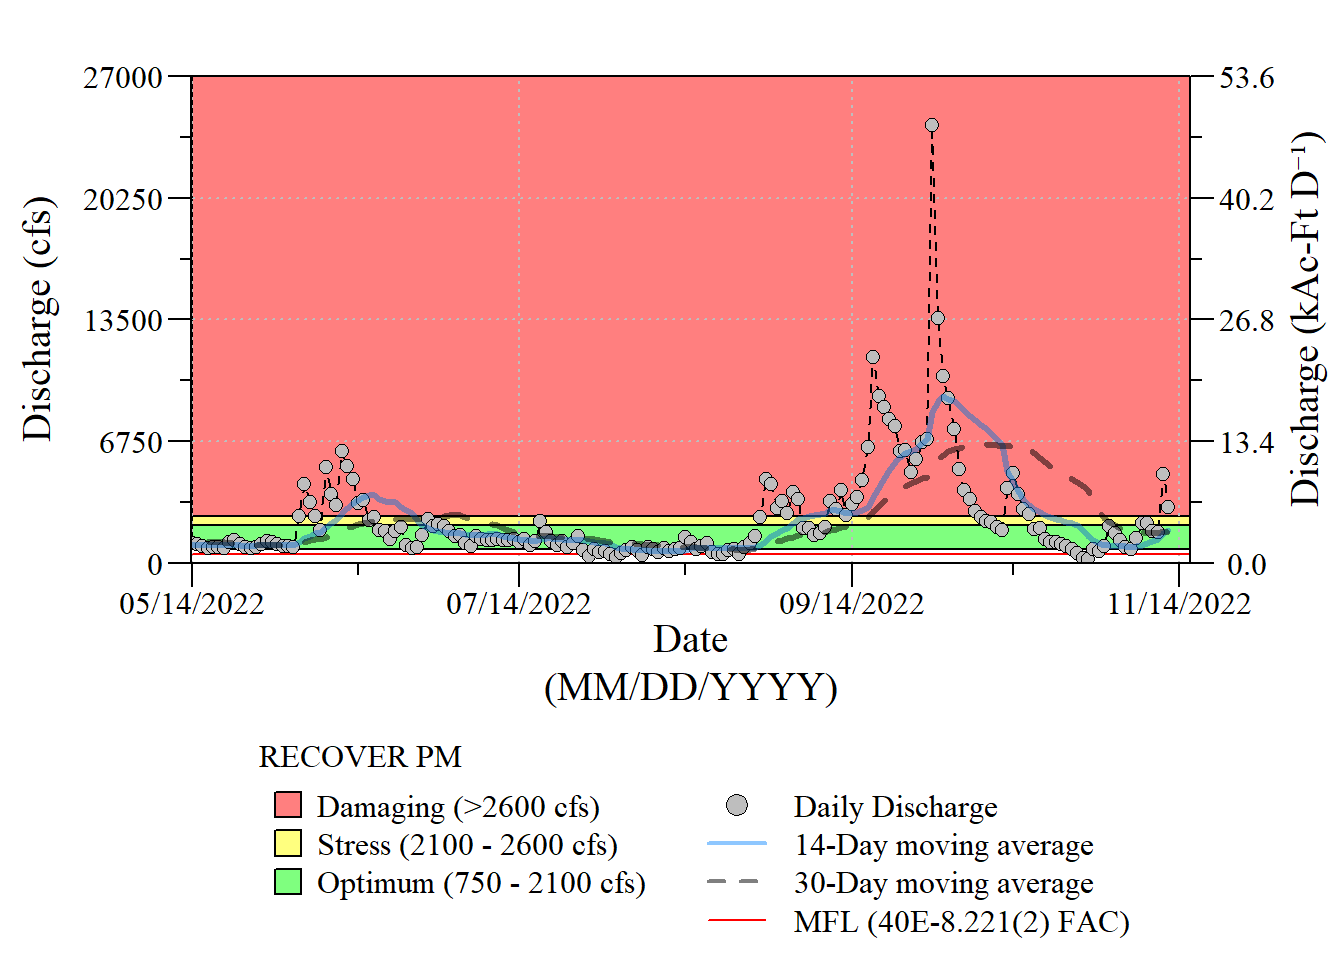 27000
20250
13500
6750
0
Discharge (cfs)
53.6
40.2
26.8
13.4
0.0
Discharge (kAc-Ft D⁻¹)
05/14/2022
07/14/2022
09/14/2022
11/14/2022
Date
(MM/DD/YYYY)
RECOVER PM
Damaging (>2600 cfs)
Stress (2100 - 2600 cfs)
Optimum (750 - 2100 cfs)
Daily Discharge
14-Day moving average
30-Day moving average
MFL (40E-8.221(2) FAC)